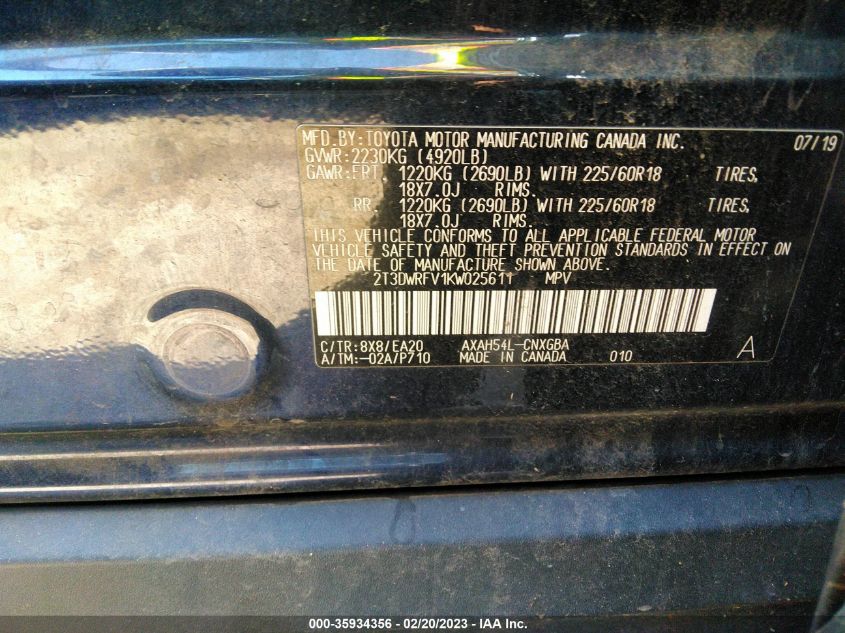 MFD.BY:TOYOTA MOTOR MANUFACTURING CANADA INC. 07/19
GVWR:2230KG (4920LB)
GAWR:FRT. 1220KG (2690LB) WITH 225/60R18 TIRES,
18X7.0J RIMS.
RR. 1220KG (2690LB) WITH 225/60R18 TIRES,
18X7.0J RIMS.
THIS VEHICLE CONFORMS TO ALL APPLICABLE FEDERAL MOTOR
VEHICLE SAFETY AND THEFT PREVENTION STANDARDS IN EFFECT ON
THE DATE OF MANUFACTURE SHOWN ABOVE.
2T3DWRFV1KW025611 MPV
C/TR:8X8/EA20 AXAH54L-CNXGBA
A/TM:-02A/P710 MADE IN CANADA 010 A
000-35934356 - 02/20/2023 - IAA Inc.